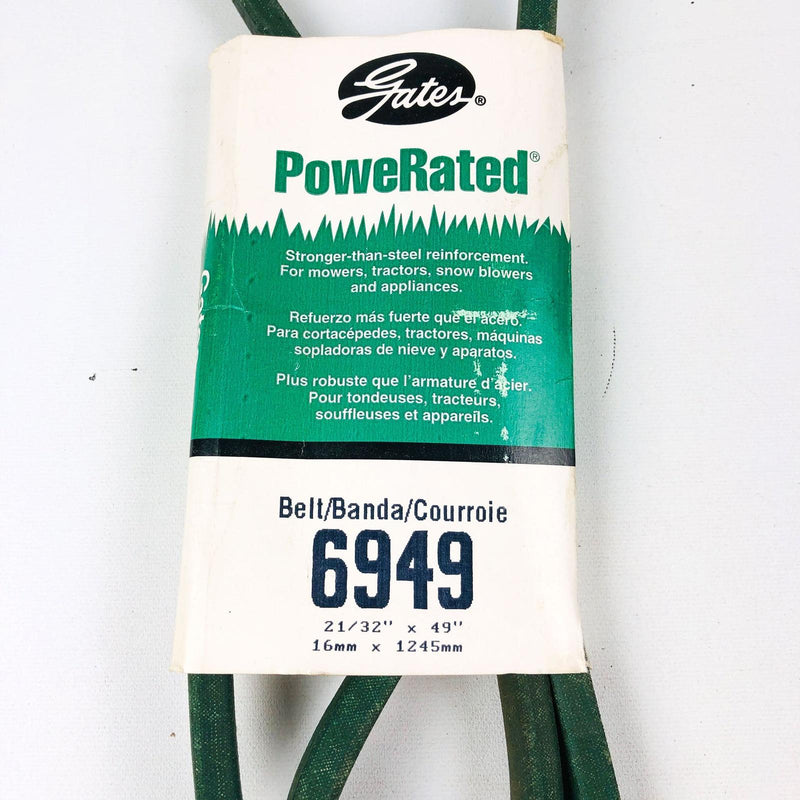 Gates®
PoweRated®
Stronger-than-steel reinforcement.
For mowers, tractors, snow blowers
and appliances.
Refuerzo más fuerte que el acero.
Para cortacépedes, tractores, máquinas
sopladoras de nieve y aparatos.
Plus robuste que l'armature d'acier.
Pour tondeuses, tracteurs,
souffleuses et appareils.
Belt/Banda/Courroie
6949
21/32" x 49"
16mm x 1245mm